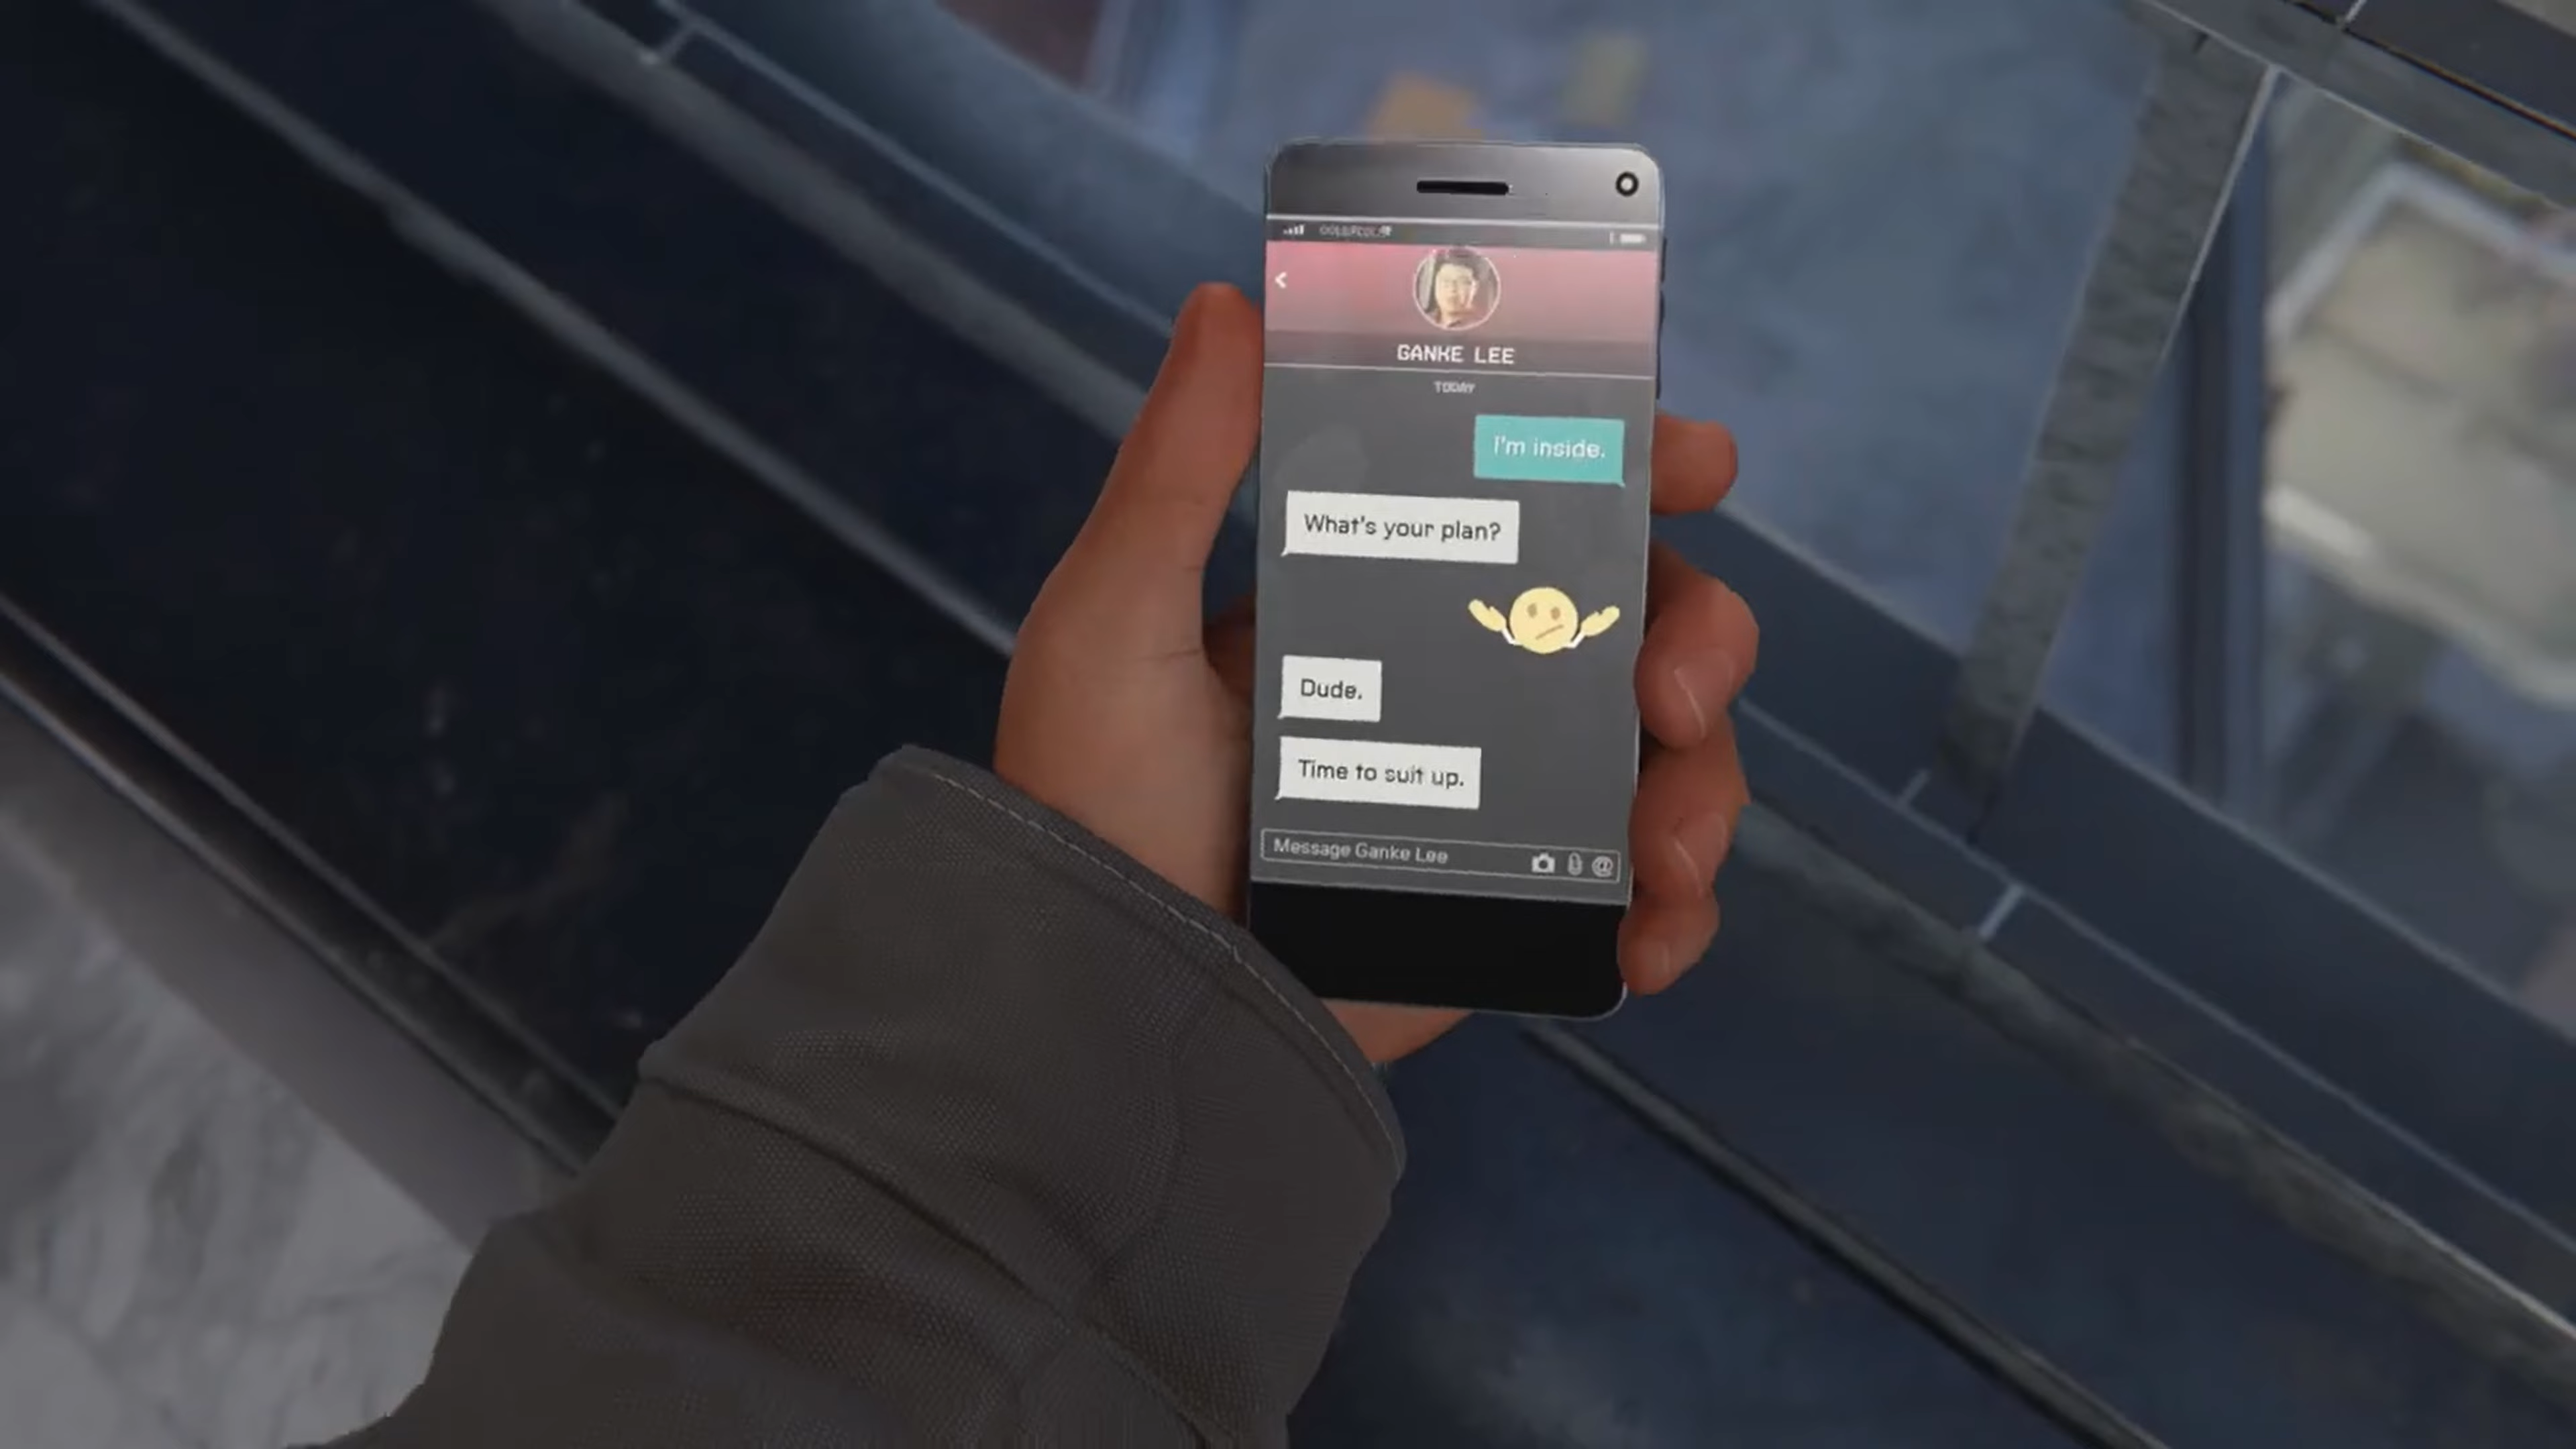 GANKE LEE
TODAY
I'm inside.
What's your plan?
Dude.
Time to suit up.
Message Ganke Lee